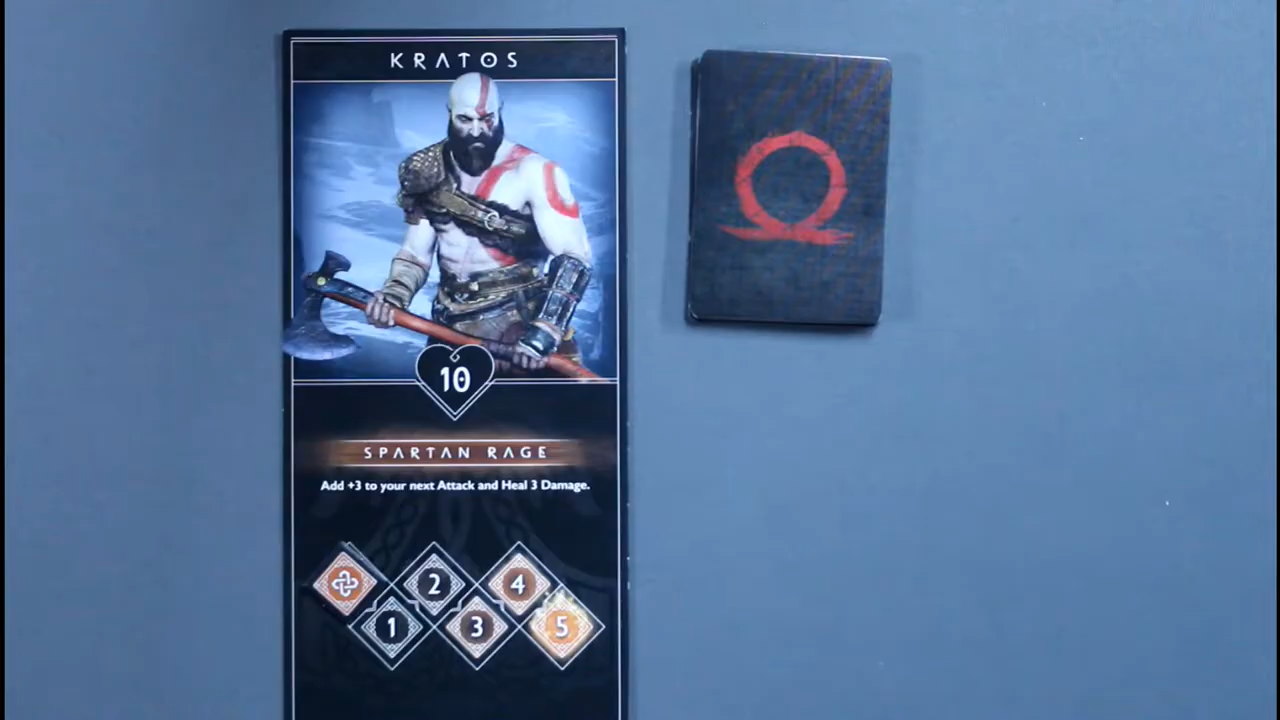 KRATOS
10
SPARTAN RAGE
Add +3 to your next Attack and Heal 3 Damage.
2 4
1 3 5